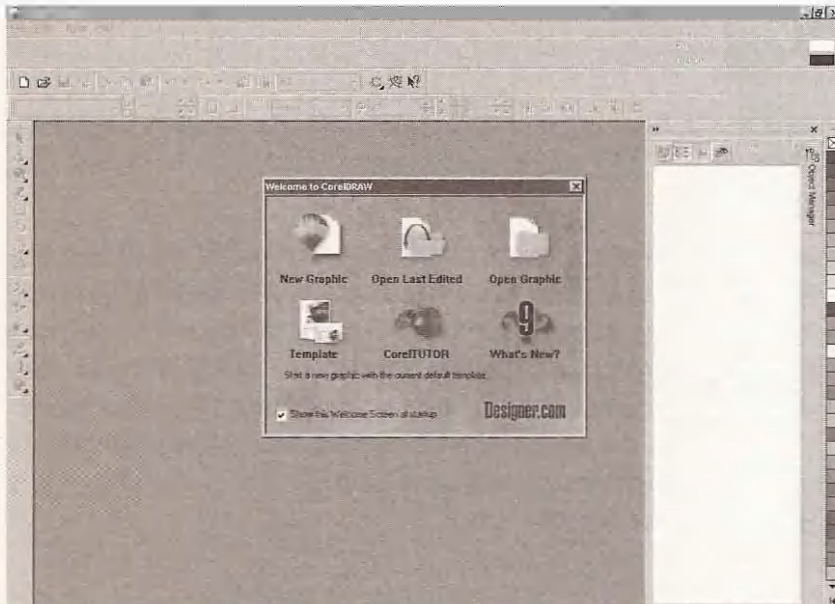 Welcome to CorelDRAW
New Graphic
Open Last Edited
Open Graphic
Template
CorelTUTOR
9
What's New?
Start a new graphic with the current default template.
Show this Welcome Screen at startup
Designer.com
Object Manager